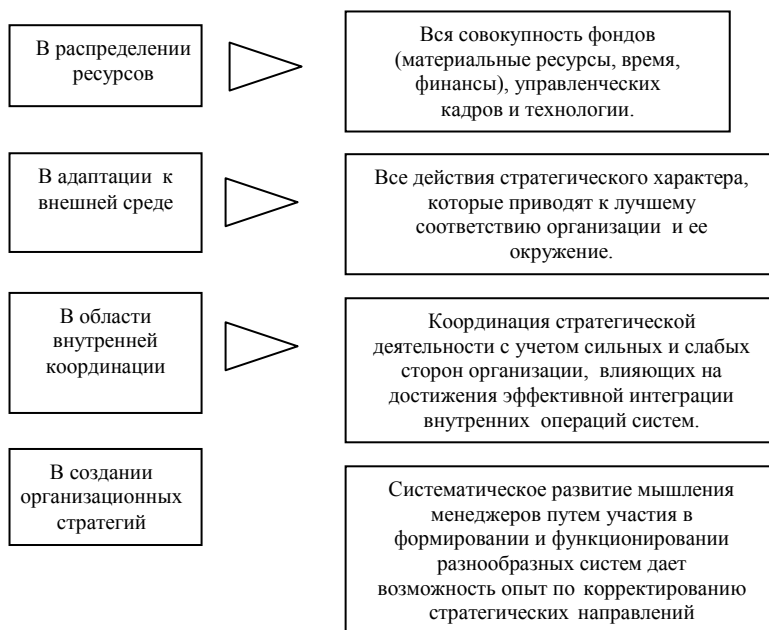 В распределении
ресурсов
Вся совокупность фондов
(материальные ресурсы, время,
финансы), управленческих
кадров и технологии.
В адаптации к
внешней среде
Все действия стратегического характера,
которые приводят к лучшему
соответствию организации и ее
окружение.
В области
внутренней
координации
Координация стратегической
деятельности с учетом сильных и слабых
сторон организации, влияющих на
достижения эффективной интеграции
внутренних операций систем.
В создании
организационных
стратегий
Систематическое развитие мышления
менеджеров путем участия в
формировании и функционировании
разнообразных систем дает
возможность опыт по корректированию
стратегических направлений